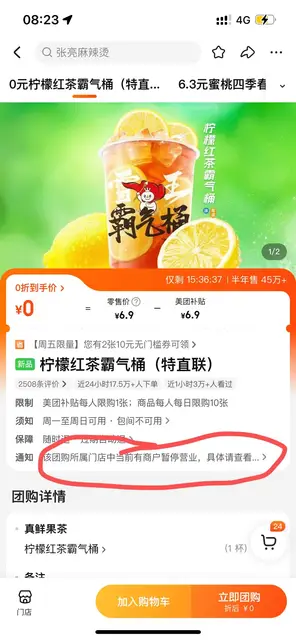 08:23
4G
67
张亮麻辣烫
0元柠檬红茶霸气桶（特直...
6.3元蜜桃四季春
柠檬红茶霸气桶
霸气桶
1/2
0折到手价
仅剩 15:36:37 | 半年售 45万+
¥0
=
零售价
¥6.9
−
美团补贴
¥6.9
【周五限量】您有2张10元无门槛券可领
新品 柠檬红茶霸气桶（特直联）
2508条评价 近24小时17.5万+人下单 近1小时3万+人看过
限制 美团补贴每人限购1张；商品每人每日限购10张
须知 周一至周日可用 · 包间不可用
保障 随时退 · 过期自动退
通知 该团购所属门店中当前有商户暂停营业，具体请查看...
团购详情
真鲜果茶
柠檬红茶霸气桶
(1 杯)
24
备注
门店
加入购物车
立即团购
折后 ¥0